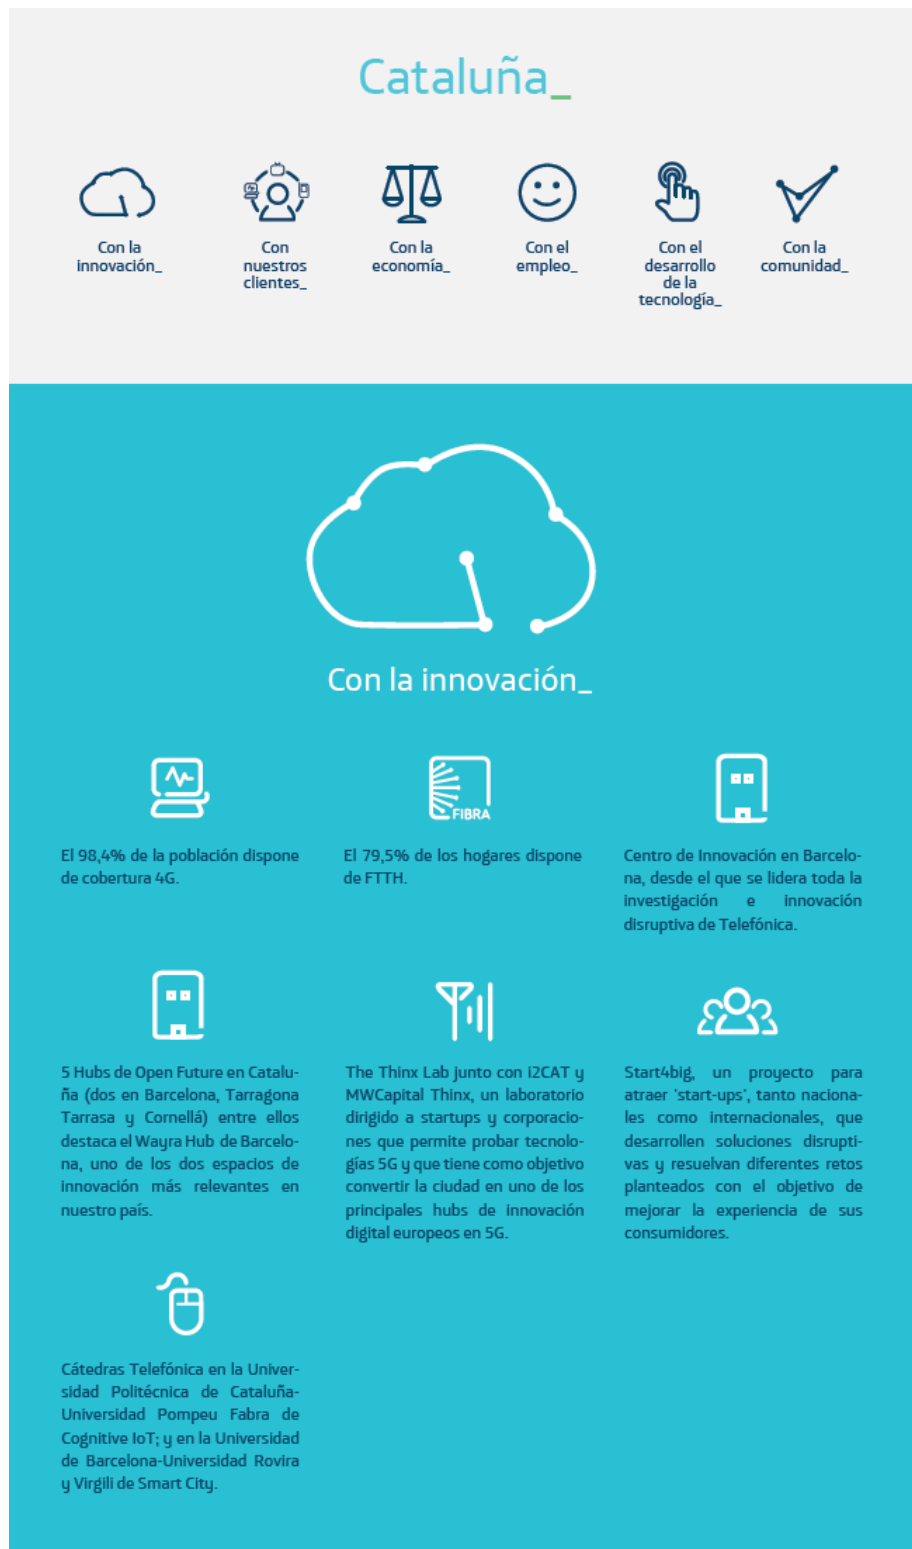 Cataluña_
Con la
innovación_
Con
nuestros
clientes_
Con la
economía_
Con el
empleo_
Con el
desarrollo
de la
tecnología_
Con la
comunidad_
Con la innovación_
FIBRA
El 98,4% de la población dispone
de cobertura 4G.
El 79,5% de los hogares dispone
de FTTH.
Centro de Innovación en Barcelo-
na, desde el que se lidera toda la
investigación e innovación
disruptiva de Telefónica.
5 Hubs de Open Future en Catalu-
ña (dos en Barcelona, Tarragona
Tarrasa y Cornellá) entre ellos
destaca el Wayra Hub de Barcelo-
na, uno de los dos espacios de
innovación más relevantes en
nuestro país.
The Thinx Lab junto con i2CAT y
MWCapital Thinx, un laboratorio
dirigido a startups y corporacio-
nes que permite probar tecnolo-
gías 5G y que tiene como objetivo
convertir la ciudad en uno de los
principales hubs de innovación
digital europeos en 5G.
Start4big, un proyecto para
atraer 'start-ups', tanto naciona-
les como internacionales, que
desarrollen soluciones disrupti-
vas y resuelvan diferentes retos
planteados con el objetivo de
mejorar la experiencia de sus
consumidores.
Cátedras Telefónica en la Univer-
sidad Politécnica de Cataluña-
Universidad Pompeu Fabra de
Cognitive IoT; y en la Universidad
de Barcelona-Universidad Rovira
y Virgili de Smart City.